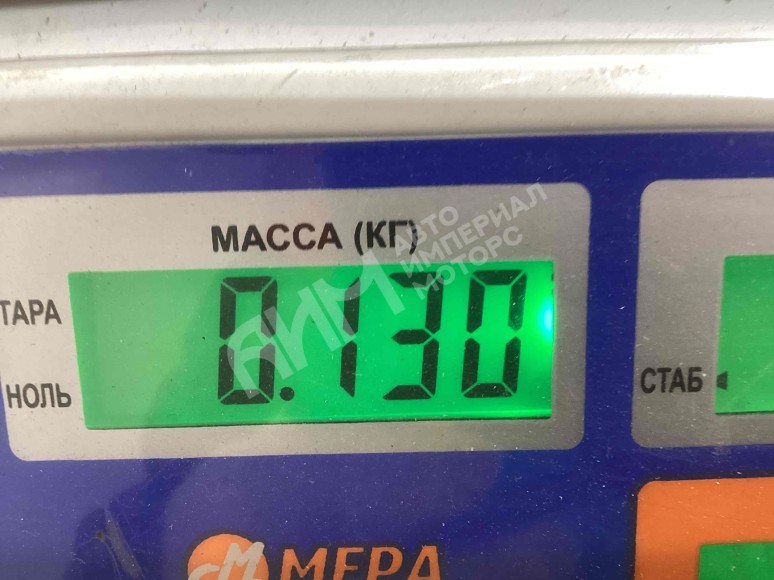 МАССА (КГ)
ТАРА
0.130
НОЛЬ
СТАБ
МЕРА
АИМ
АВТО
ИМПЕРИАЛ
МОТОРС